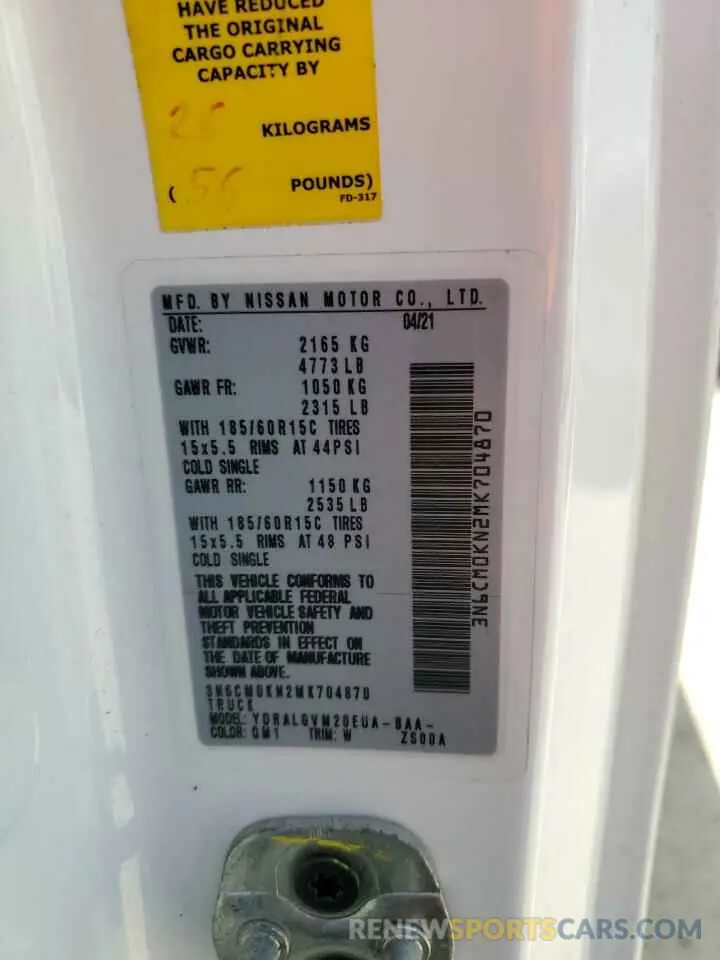 HAVE REDUCED
THE ORIGINAL
CARGO CARRYING
CAPACITY BY
26 KILOGRAMS
( 56 POUNDS)
FD-317
MFD. BY NISSAN MOTOR CO., LTD.
DATE: 04/21
GVWR: 2165 KG
4773 LB
GAWR FR: 1050 KG
2315 LB
WITH 185/60R15C TIRES
15x5.5 RIMS AT 44PSI
COLD SINGLE
GAWR RR: 1150 KG
2535 LB
WITH 185/60R15C TIRES
15x5.5 RIMS AT 48 PSI
COLD SINGLE
THIS VEHICLE CONFORMS TO
ALL APPLICABLE FEDERAL
MOTOR VEHICLE SAFETY AND
THEFT PREVENTION
STANDARDS IN EFFECT ON
THE DATE OF MANUFACTURE
SHOWN ABOVE.
3N6CM0KN2MK704870
TRUCK
MODEL: YDRALGVM20EUA-BAA-
COLOR: QM1 TRIM: W ZS00A
3N6CM0KN2MK704870
RENEWSPORTSCARS.COM